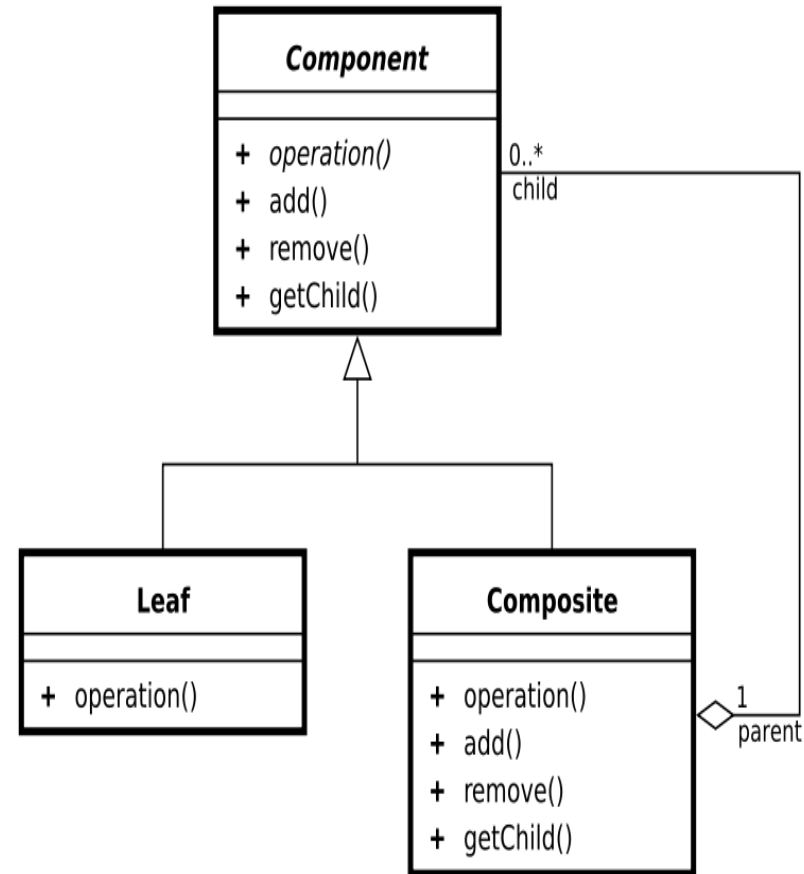 Component
+ operation()
+ add()
+ remove()
+ getChild()
0..*
child
Leaf
+ operation()
Composite
+ operation()
+ add()
+ remove()
+ getChild()
1
parent